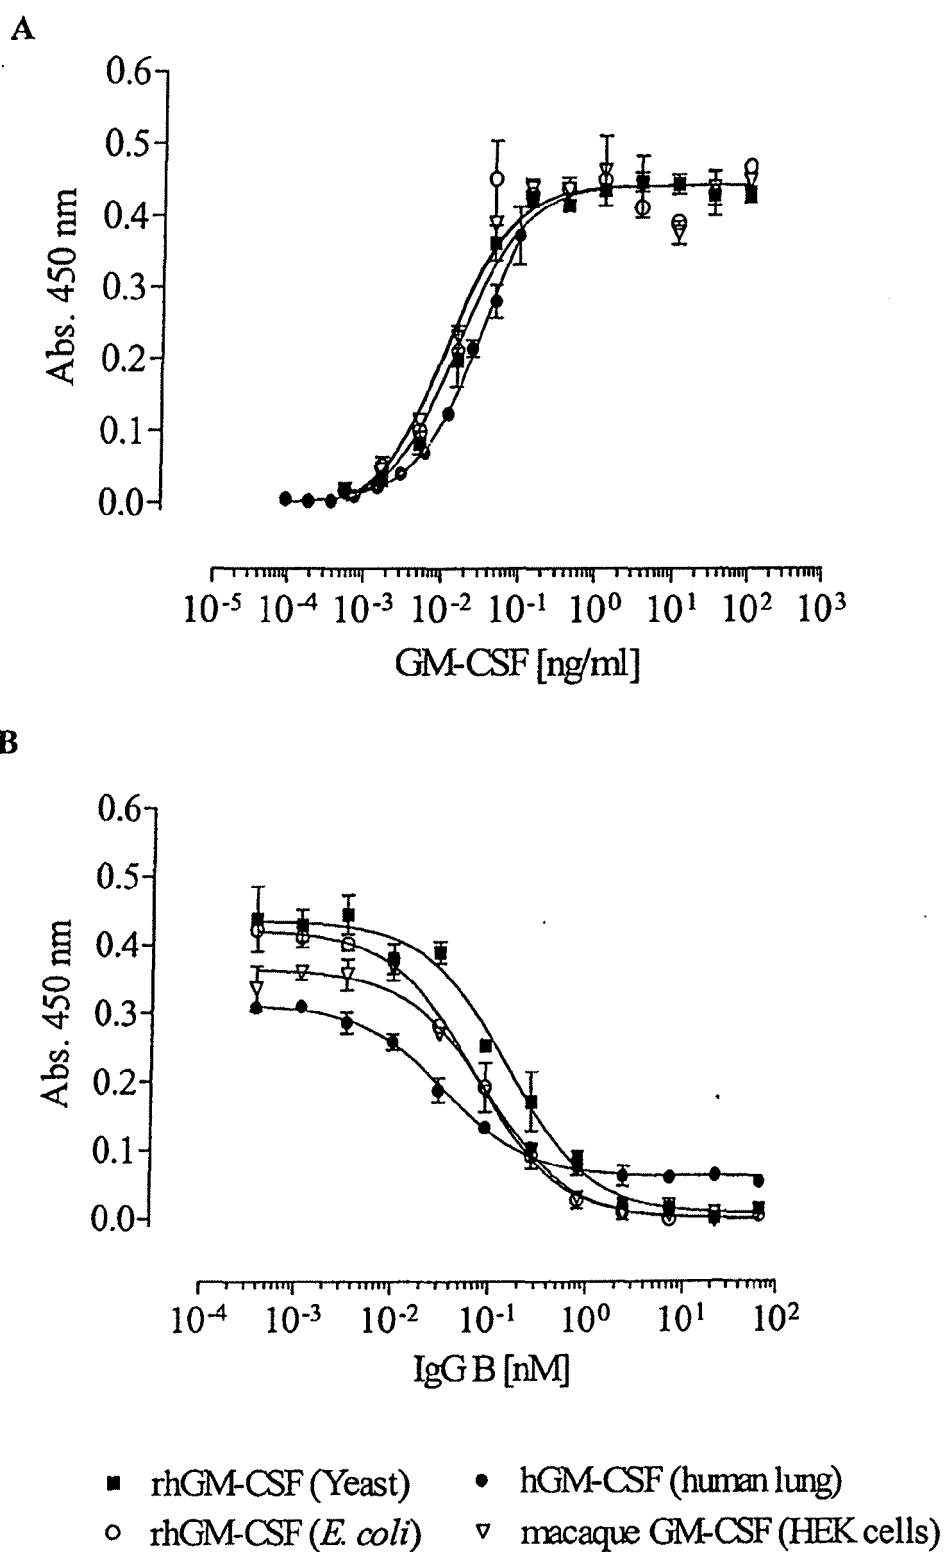 A
0.6
0.5
0.4
0.3
0.2
0.1
0.0
Abs. 450 nm
10⁻⁵ 10⁻⁴ 10⁻³ 10⁻² 10⁻¹ 10⁰ 10¹ 10² 10³
GM-CSF [ng/ml]
B
0.6
0.5
0.4
0.3
0.2
0.1
0.0
Abs. 450 nm
10⁻⁴ 10⁻³ 10⁻² 10⁻¹ 10⁰ 10¹ 10²
IgG B [nM]
rhGM-CSF (Yeast) hGM-CSF (human lung)
rhGM-CSF (E. coli) macaque GM-CSF (HEK cells)